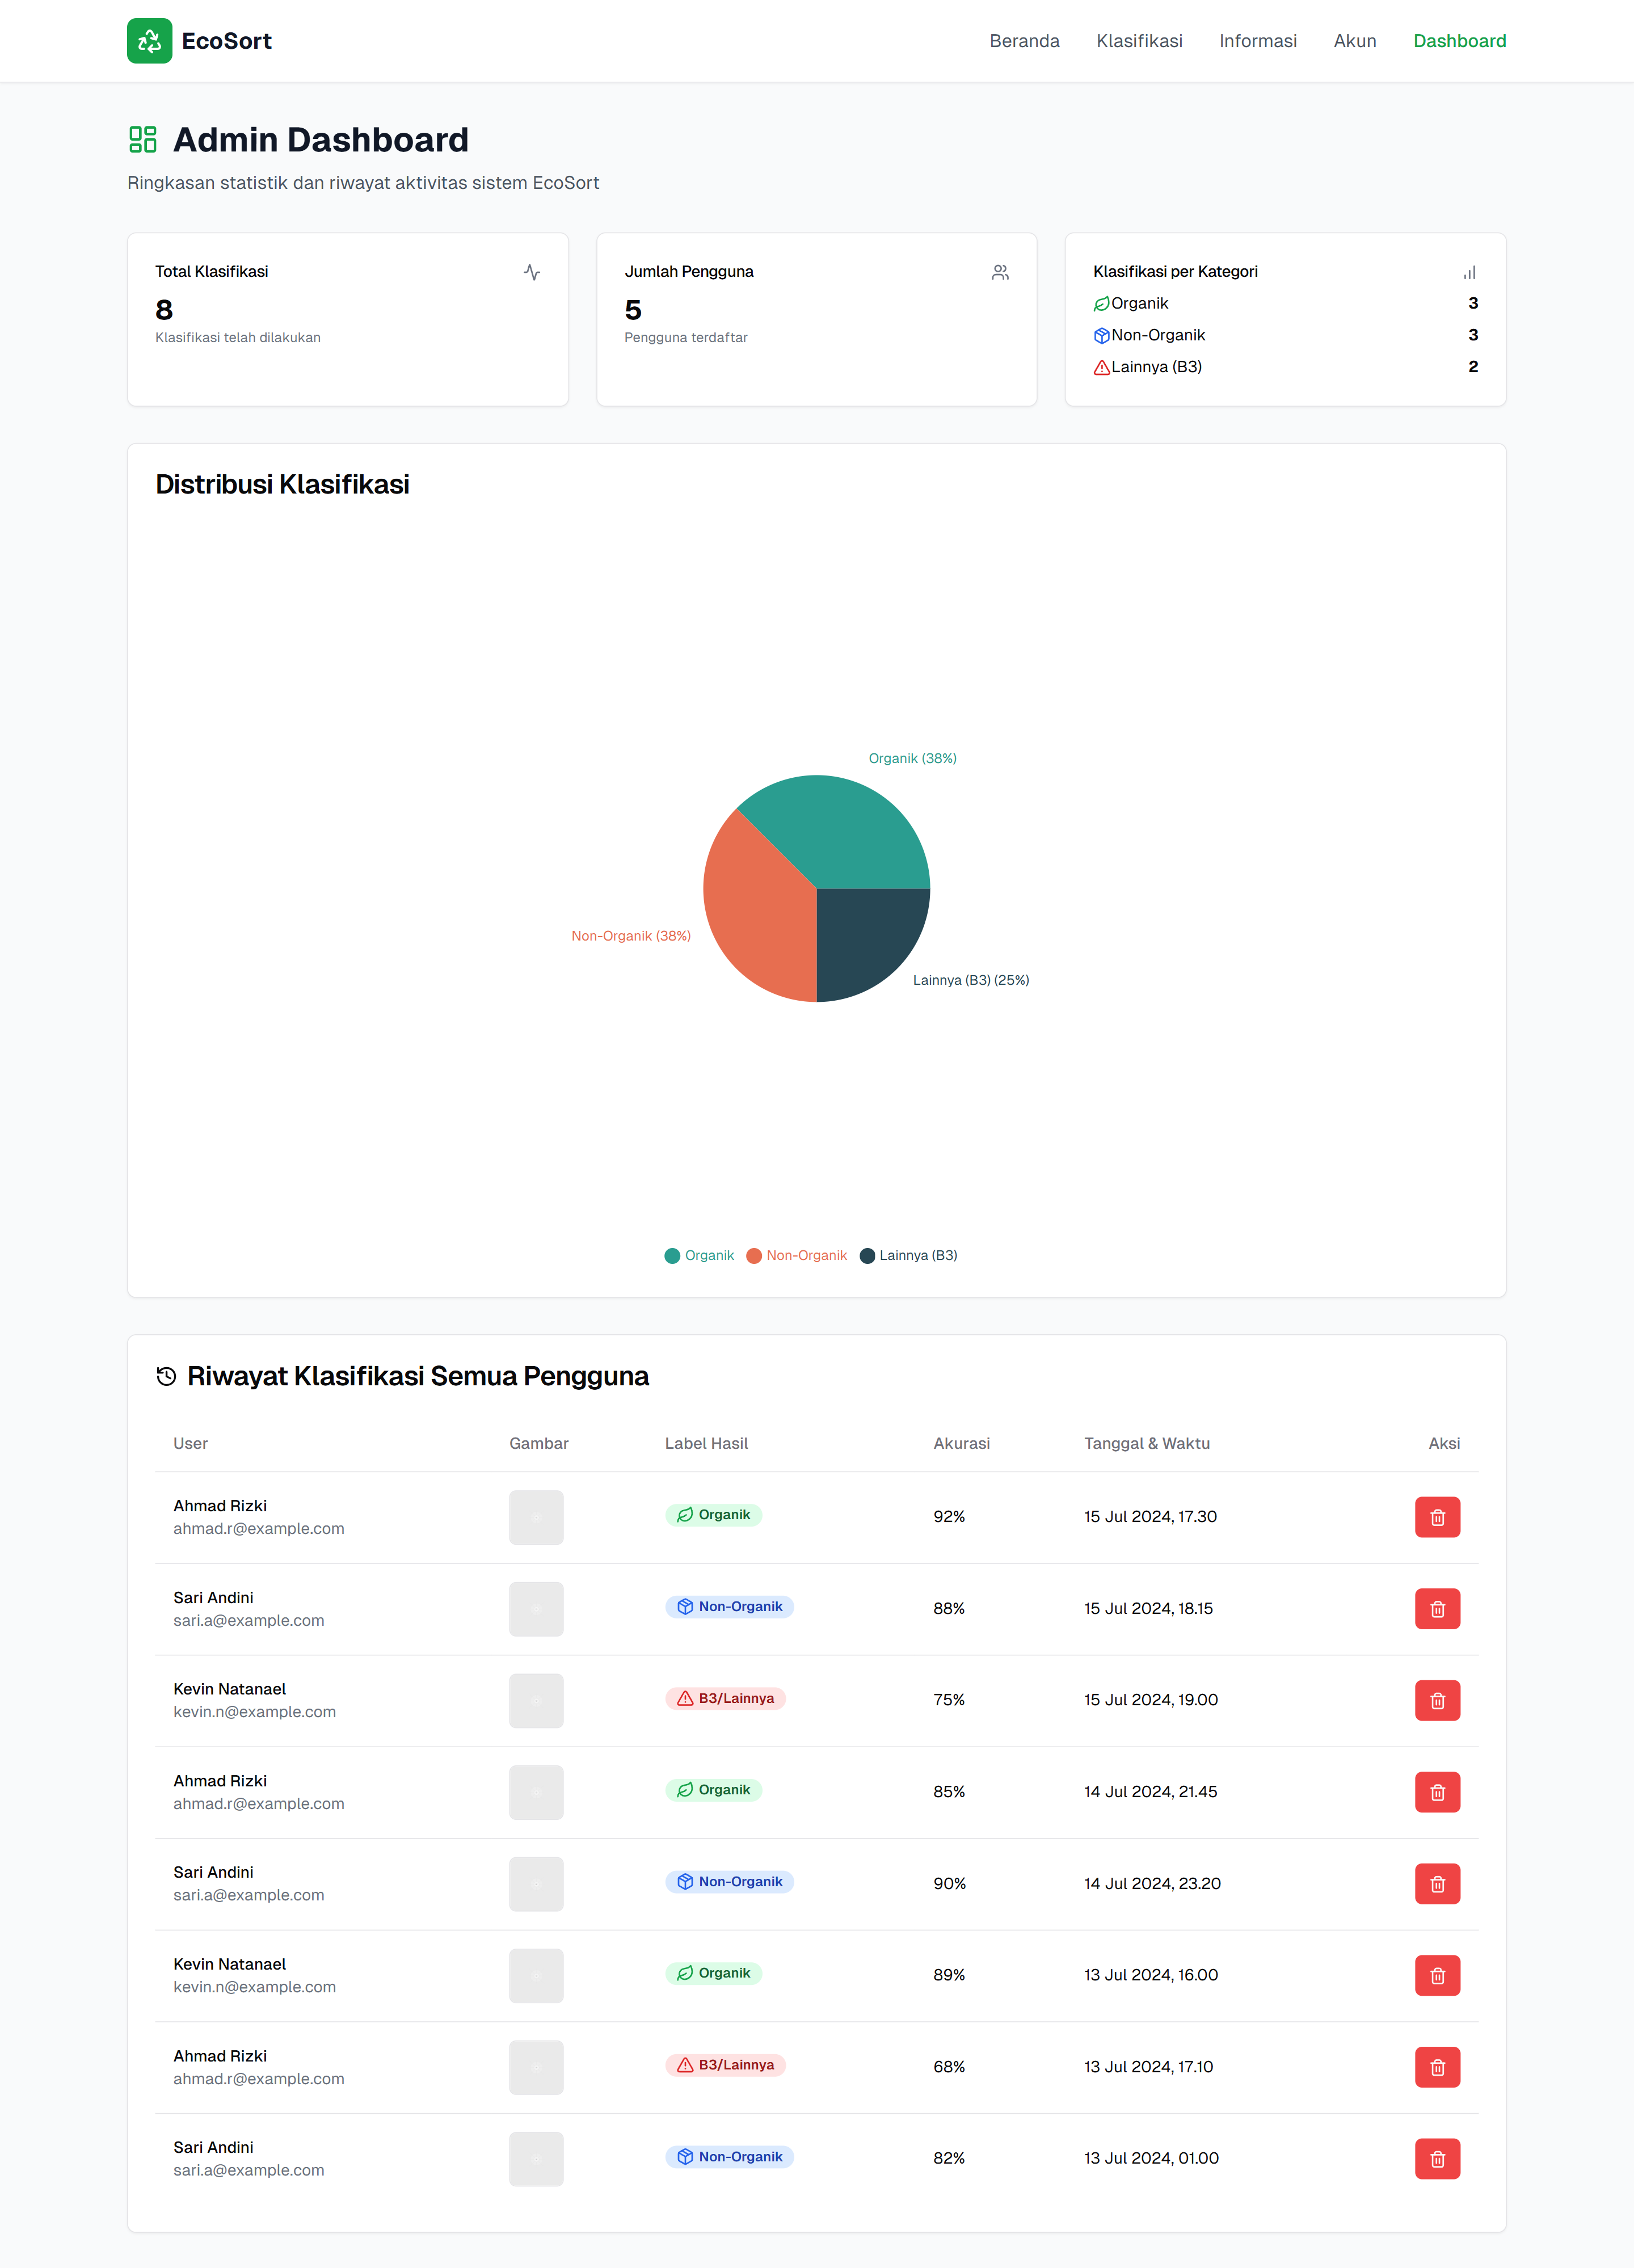 EcoSort
Beranda Klasifikasi Informasi Akun Dashboard
Admin Dashboard
Ringkasan statistik dan riwayat aktivitas sistem EcoSort
Total Klasifikasi
8
Klasifikasi telah dilakukan
Jumlah Pengguna
5
Pengguna terdaftar
Klasifikasi per Kategori
Organik 3
Non-Organik 3
Lainnya (B3) 2
Distribusi Klasifikasi
Organik (38%)
Non-Organik (38%)
Lainnya (B3) (25%)
Organik Non-Organik Lainnya (B3)
Riwayat Klasifikasi Semua Pengguna
User Gambar Label Hasil Akurasi Tanggal & Waktu Aksi
Ahmad Rizki
ahmad.r@example.com
Organik 92% 15 Jul 2024, 17.30
Sari Andini
sari.a@example.com
Non-Organik 88% 15 Jul 2024, 18.15
Kevin Natanael
kevin.n@example.com
B3/Lainnya 75% 15 Jul 2024, 19.00
Ahmad Rizki
ahmad.r@example.com
Organik 85% 14 Jul 2024, 21.45
Sari Andini
sari.a@example.com
Non-Organik 90% 14 Jul 2024, 23.20
Kevin Natanael
kevin.n@example.com
Organik 89% 13 Jul 2024, 16.00
Ahmad Rizki
ahmad.r@example.com
B3/Lainnya 68% 13 Jul 2024, 17.10
Sari Andini
sari.a@example.com
Non-Organik 82% 13 Jul 2024, 01.00